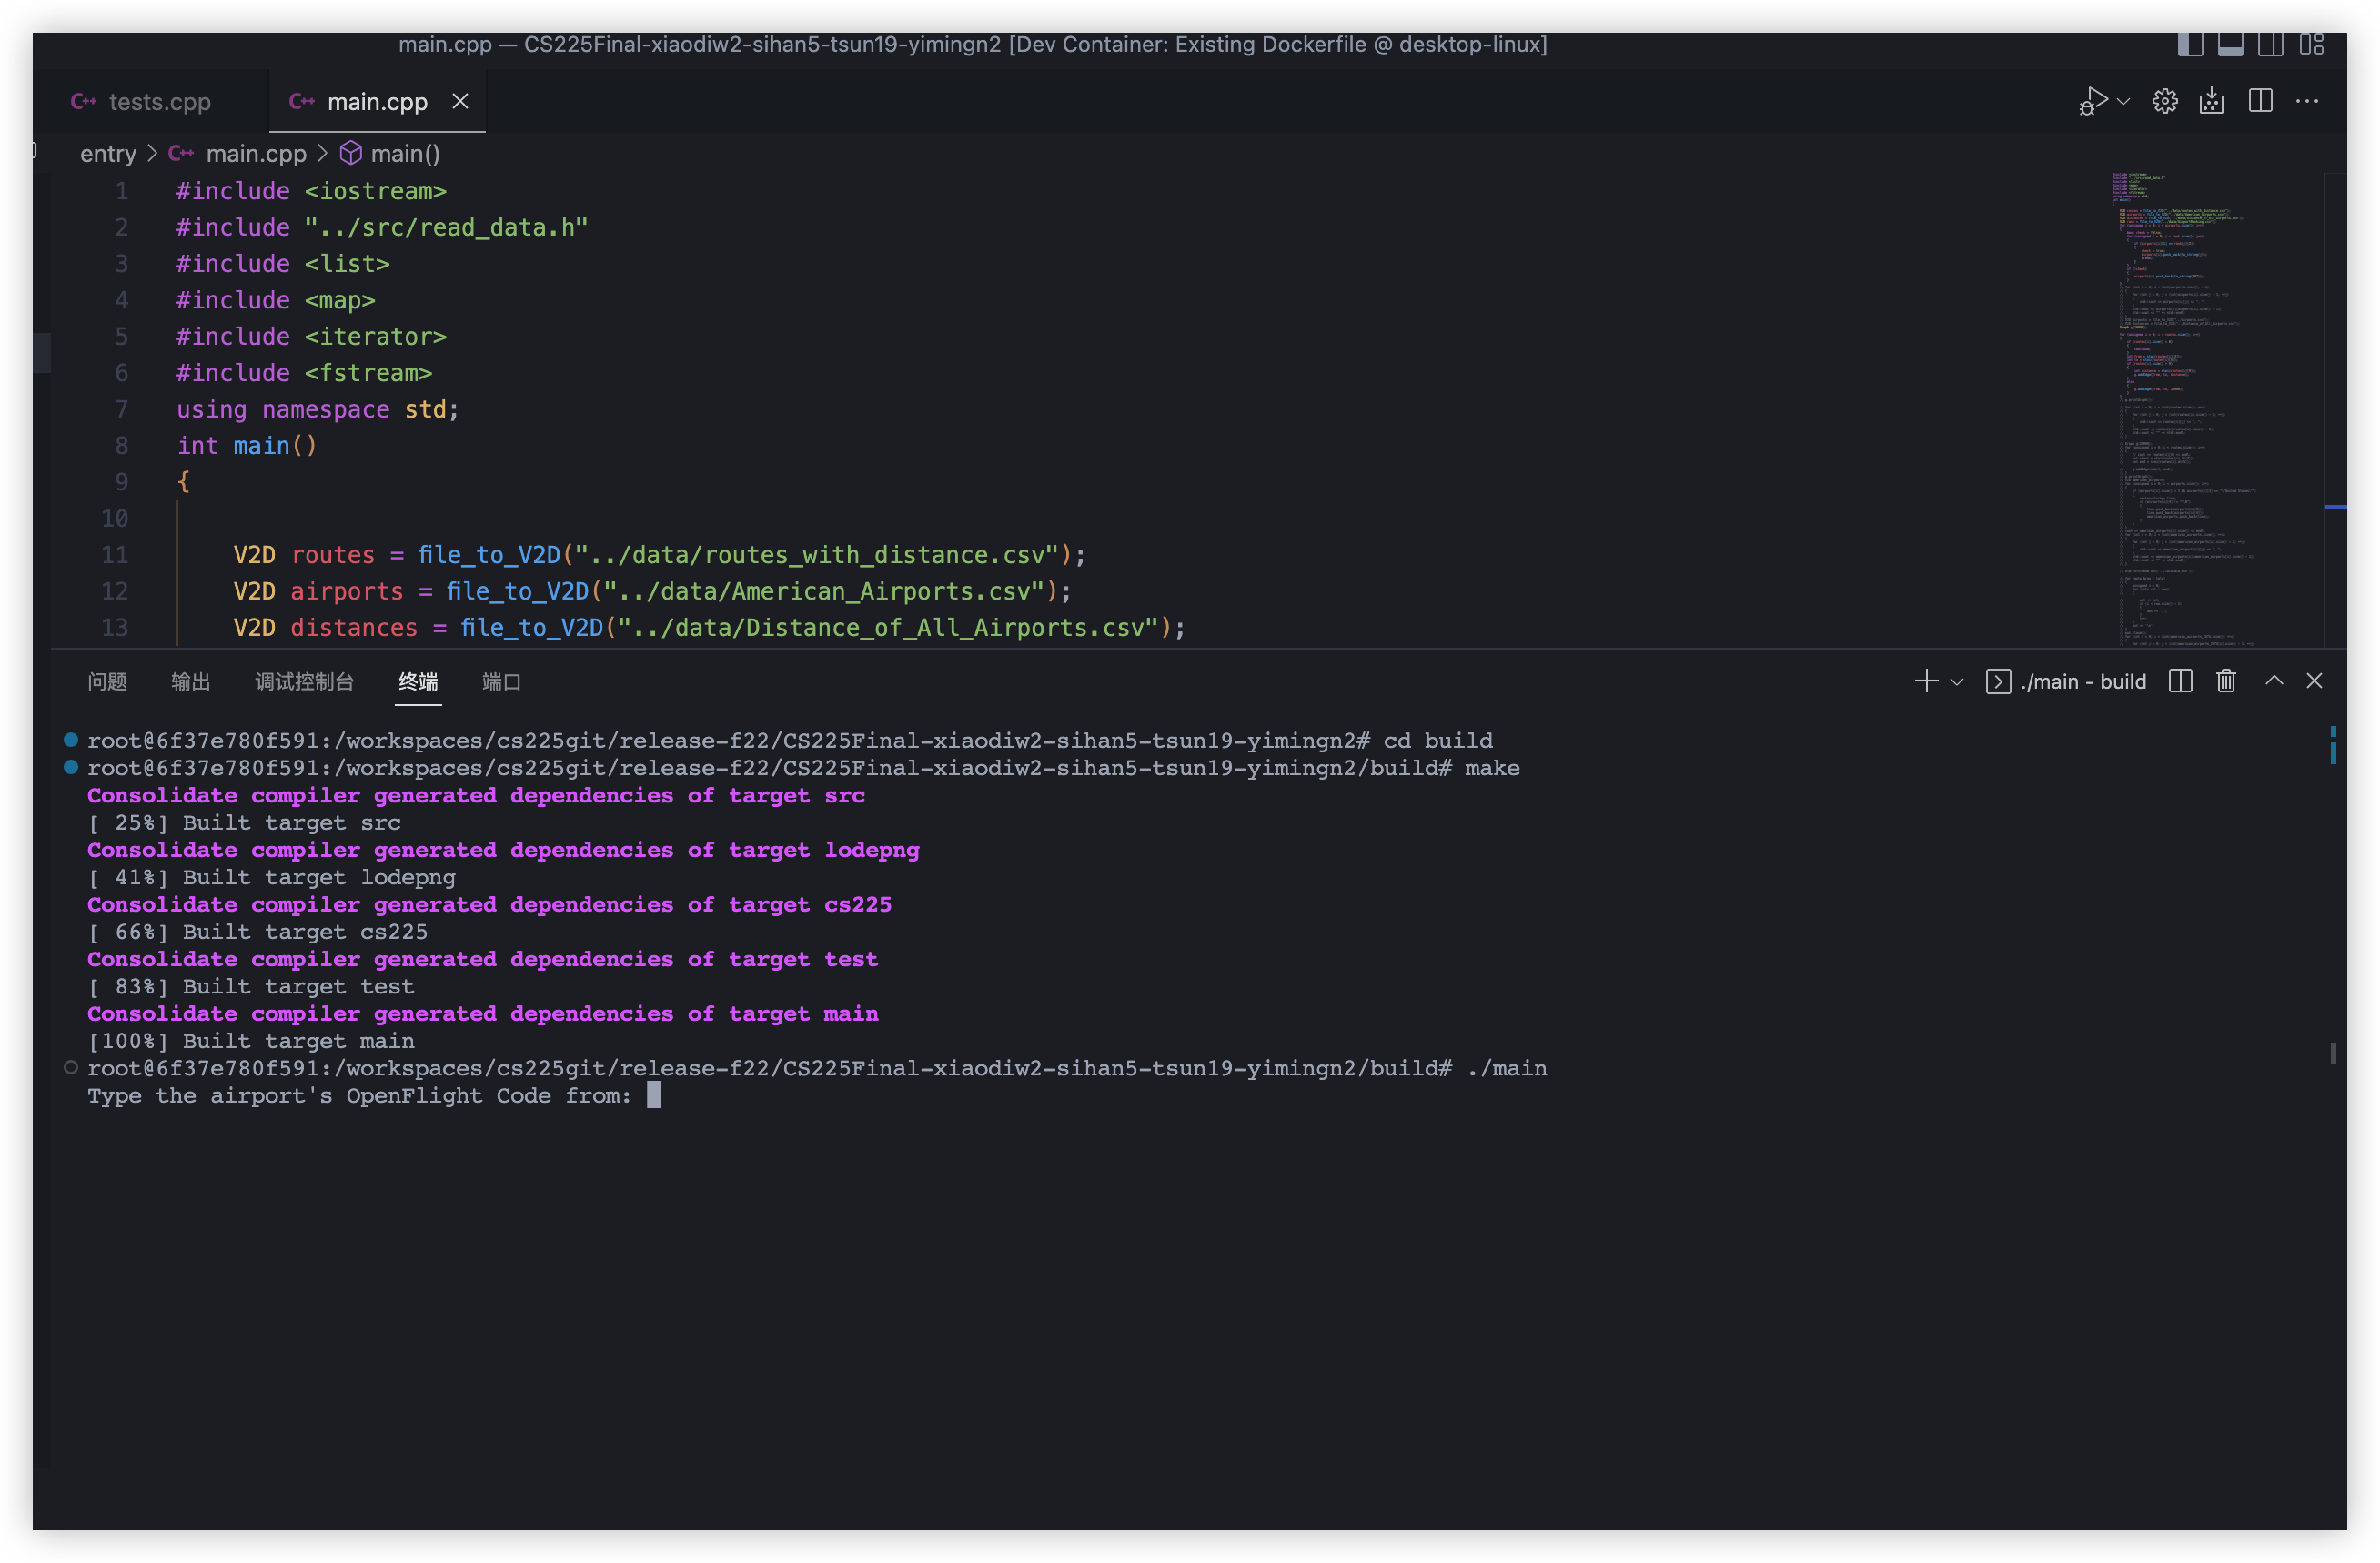 main.cpp — CS225Final-xiaodiw2-sihan5-tsun19-yimingn2 [Dev Container: Existing Dockerfile @ desktop-linux]
tests.cpp main.cpp
entry > main.cpp > main()
1 #include <iostream>
2 #include "../src/read_data.h"
3 #include <list>
4 #include <map>
5 #include <iterator>
6 #include <fstream>
7 using namespace std;
8 int main()
9 {
10
11 V2D routes = file_to_V2D("../data/routes_with_distance.csv");
12 V2D airports = file_to_V2D("../data/American_Airports.csv");
13 V2D distances = file_to_V2D("../data/Distance_of_All_Airports.csv");
问题 输出 调试控制台 终端 端口 ./main - build
root@6f37e780f591:/workspaces/cs225git/release-f22/CS225Final-xiaodiw2-sihan5-tsun19-yimingn2# cd build
root@6f37e780f591:/workspaces/cs225git/release-f22/CS225Final-xiaodiw2-sihan5-tsun19-yimingn2/build# make
Consolidate compiler generated dependencies of target src
[ 25%] Built target src
Consolidate compiler generated dependencies of target lodepng
[ 41%] Built target lodepng
Consolidate compiler generated dependencies of target cs225
[ 66%] Built target cs225
Consolidate compiler generated dependencies of target test
[ 83%] Built target test
Consolidate compiler generated dependencies of target main
[100%] Built target main
root@6f37e780f591:/workspaces/cs225git/release-f22/CS225Final-xiaodiw2-sihan5-tsun19-yimingn2/build# ./main
Type the airport's OpenFlight Code from: